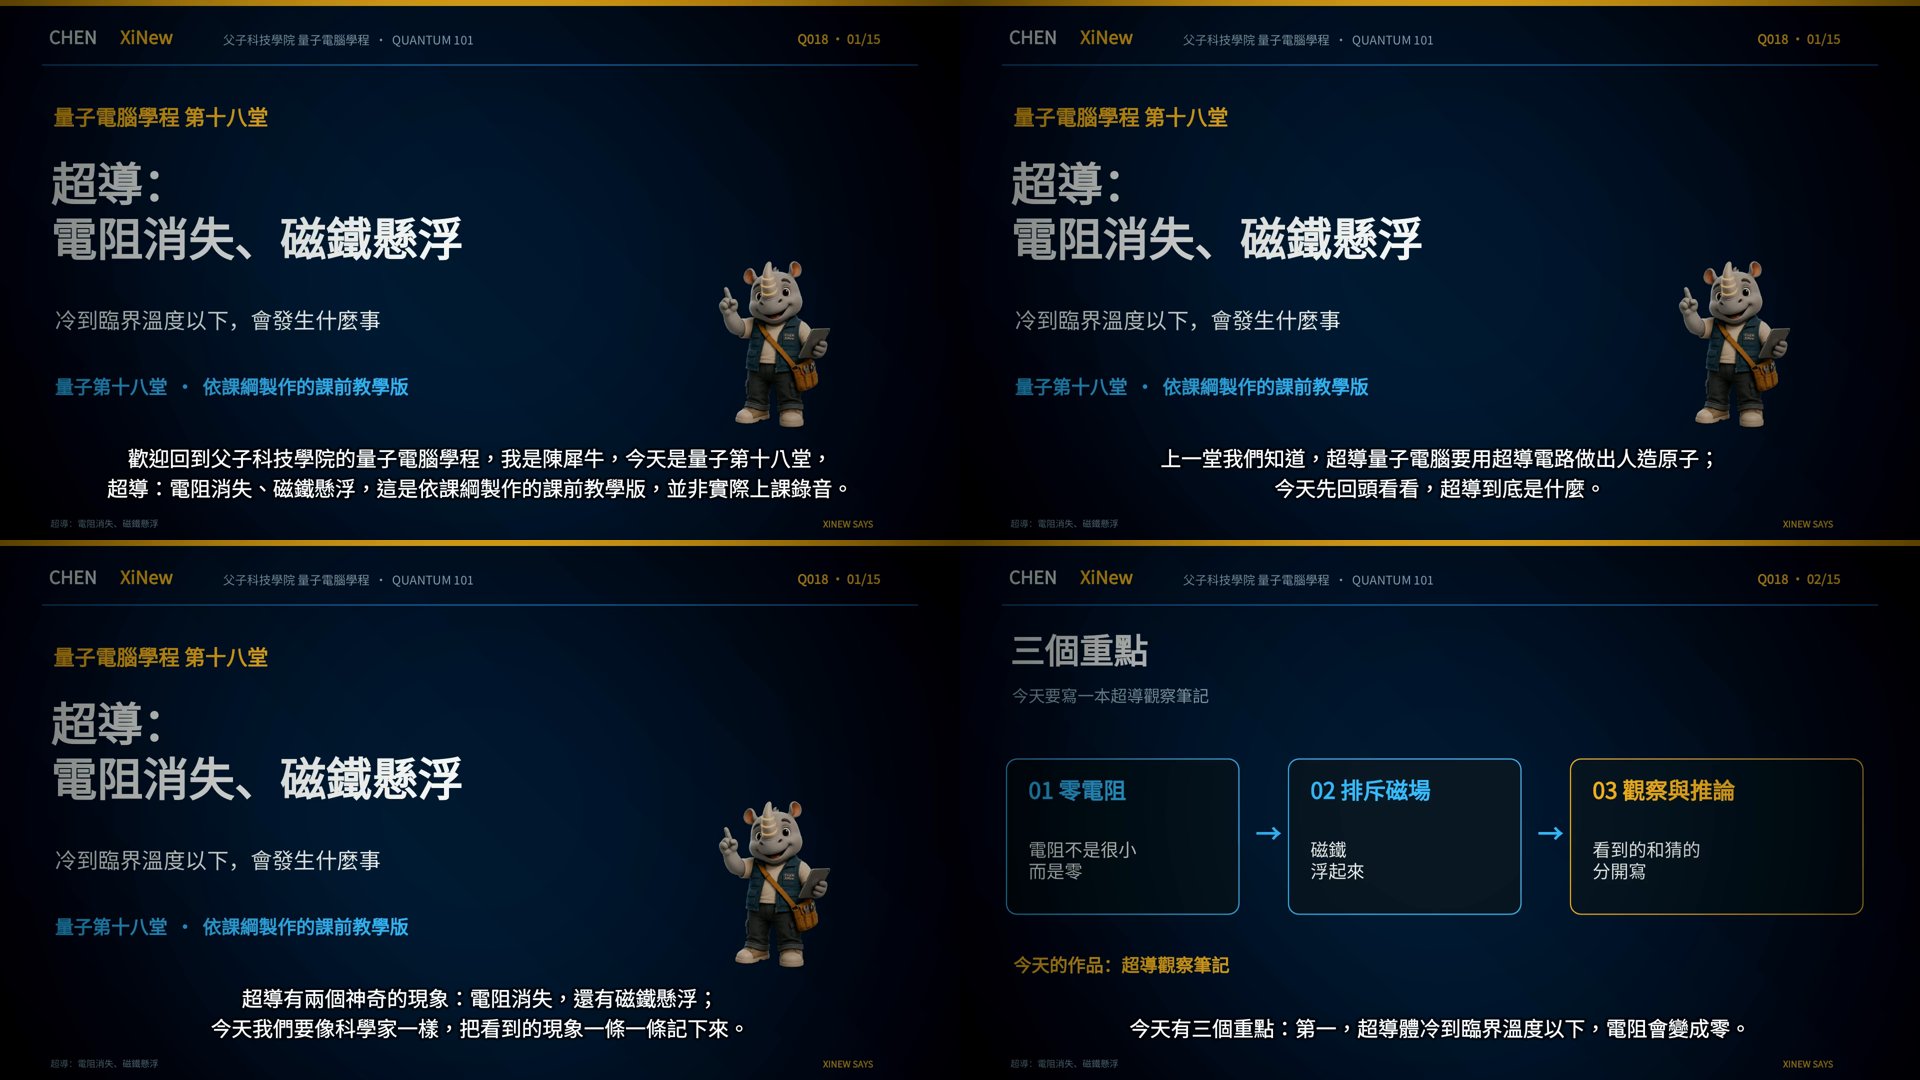 CHEN XiNew 父子科技學院 量子電腦學程 · QUANTUM 101 Q018 · 01/15
量子電腦學程 第十八堂
超導：
電阻消失、磁鐵懸浮
冷到臨界溫度以下，會發生什麼事
量子第十八堂 · 依課綱製作的課前教學版
歡迎回到父子科技學院的量子電腦學程，我是陳犀牛，今天是量子第十八堂，
超導：電阻消失、磁鐵懸浮，這是依課綱製作的課前教學版，並非實際上課錄音。
超導：電阻消失、磁鐵懸浮 XINEW SAYS
CHEN XiNew 父子科技學院 量子電腦學程 · QUANTUM 101 Q018 · 01/15
量子電腦學程 第十八堂
超導：
電阻消失、磁鐵懸浮
冷到臨界溫度以下，會發生什麼事
量子第十八堂 · 依課綱製作的課前教學版
上一堂我們知道，超導量子電腦要用超導電路做出人造原子；
今天先回頭看看，超導到底是什麼。
超導：電阻消失、磁鐵懸浮 XINEW SAYS
CHEN XiNew 父子科技學院 量子電腦學程 · QUANTUM 101 Q018 · 01/15
量子電腦學程 第十八堂
超導：
電阻消失、磁鐵懸浮
冷到臨界溫度以下，會發生什麼事
量子第十八堂 · 依課綱製作的課前教學版
超導有兩個神奇的現象：電阻消失，還有磁鐵懸浮；
今天我們要像科學家一樣，把看到的現象一條一條記下來。
超導：電阻消失、磁鐵懸浮 XINEW SAYS
CHEN XiNew 父子科技學院 量子電腦學程 · QUANTUM 101 Q018 · 02/15
三個重點
今天要寫一本超導觀察筆記
01 零電阻
電阻不是很小
而是零
→
02 排斥磁場
磁鐵
浮起來
→
03 觀察與推論
看到的和猜的
分開寫
今天的作品：超導觀察筆記
今天有三個重點：第一，超導體冷到臨界溫度以下，電阻會變成零。
超導：電阻消失、磁鐵懸浮 XINEW SAYS